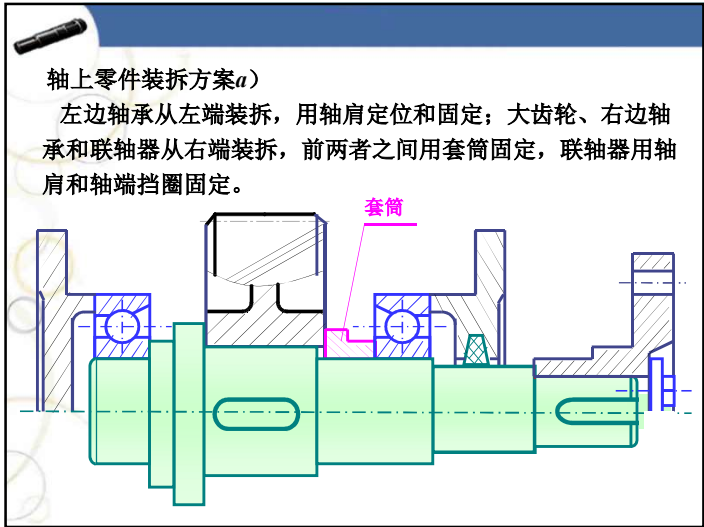 轴上零件装拆方案a）
左边轴承从左端装拆，用轴肩定位和固定；大齿轮、右边轴
承和联轴器从右端装拆，前两者之间用套筒固定，联轴器用轴
肩和轴端挡圈固定。
套筒